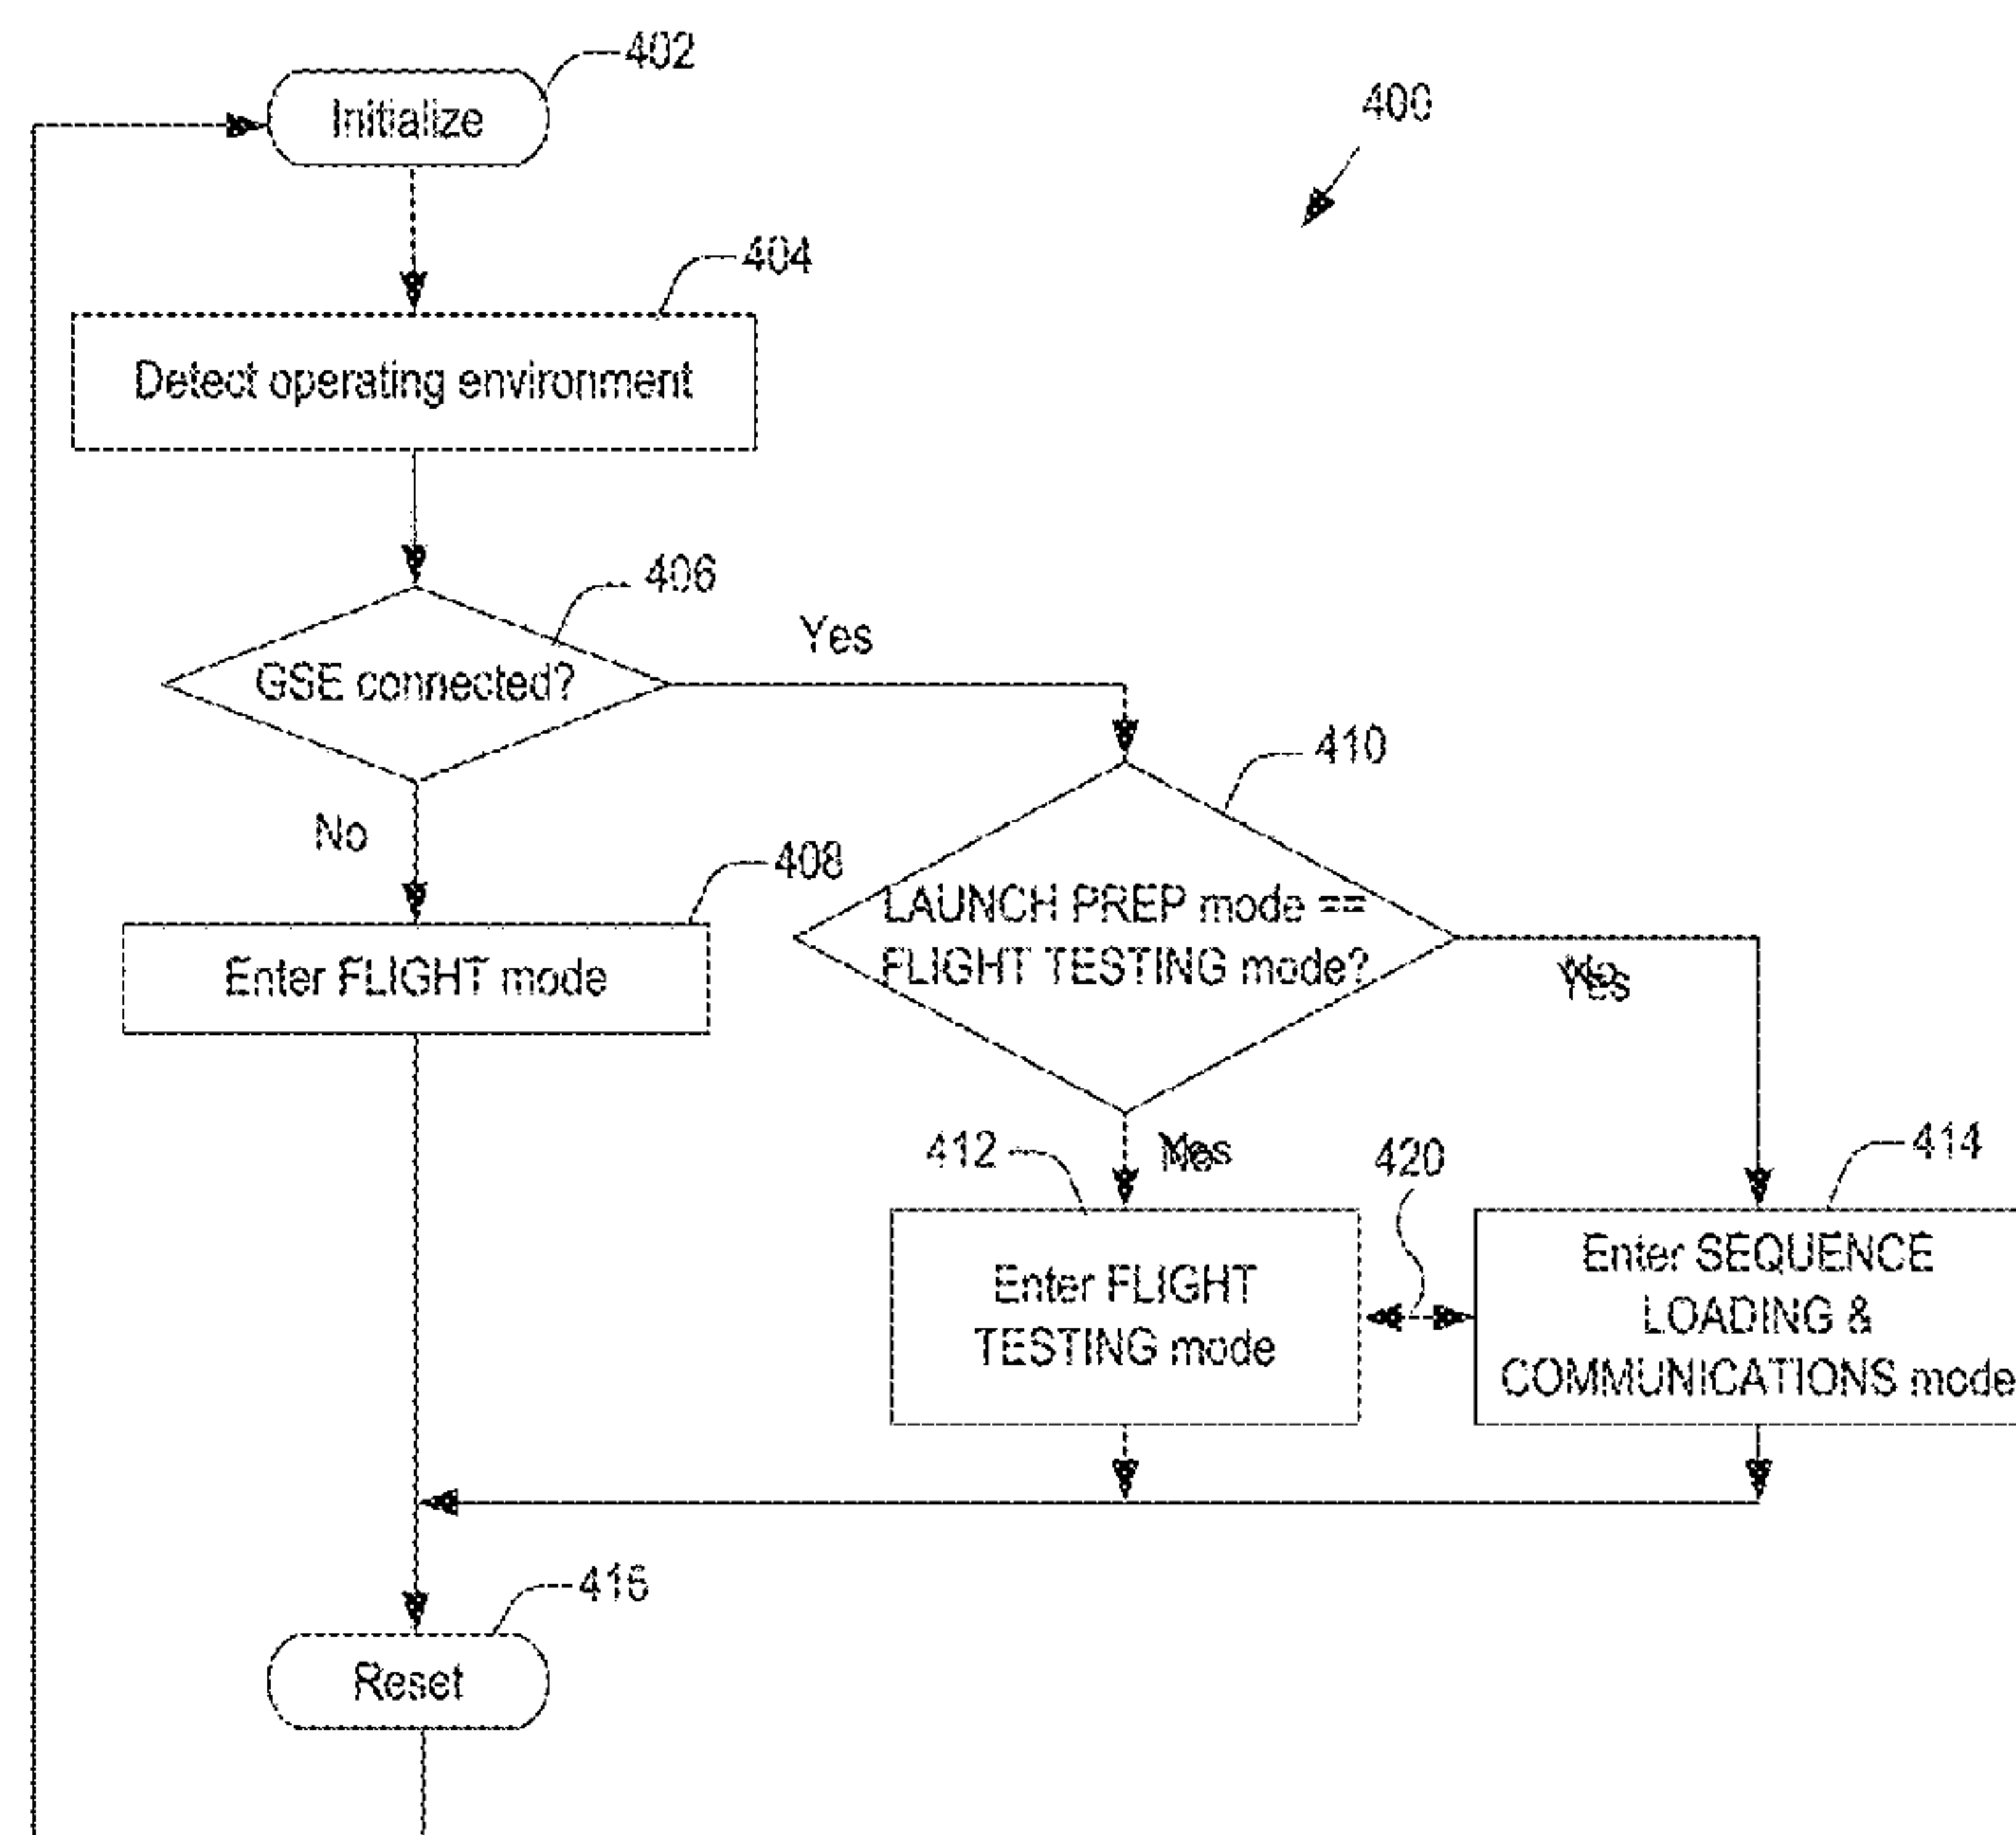 402
Initialize
400
404
Detect operating environment
406
GSE connected?
Yes
No
410
408
LAUNCH PREP mode ==
FLIGHT TESTING mode?
Enter FLIGHT mode
412
420
414
Enter FLIGHT
TESTING mode
Enter SEQUENCE
LOADING &
COMMUNICATIONS mode
416
Reset